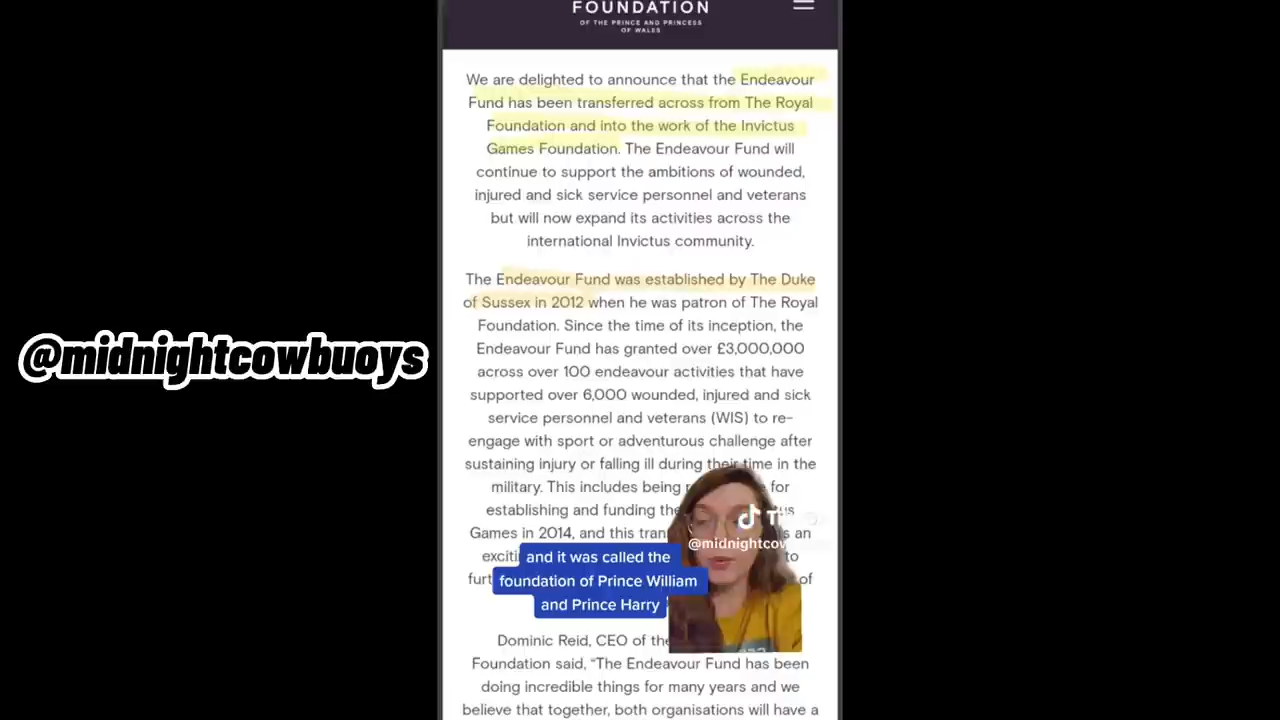 FOUNDATION
OF THE PRINCE AND PRINCESS
OF WALES
We are delighted to announce that the Endeavour
Fund has been transferred across from The Royal
Foundation and into the work of the Invictus
Games Foundation. The Endeavour Fund will
continue to support the ambitions of wounded,
injured and sick service personnel and veterans
but will now expand its activities across the
international Invictus community.
The Endeavour Fund was established by The Duke
of Sussex in 2012 when he was patron of The Royal
Foundation. Since the time of its inception, the
Endeavour Fund has granted over £3,000,000
across over 100 endeavour activities that have
supported over 6,000 wounded, injured and sick
service personnel and veterans (WIS) to re-
engage with sport or adventurous challenge after
sustaining injury or falling ill during their time in the
military. This includes being for
establishing and funding the
Games in 2014, and this an
to
of
and it was called the
foundation of Prince William
and Prince Harry
@midnightcow
Dominic Reid, CEO of the
Foundation said, “The Endeavour Fund has been
doing incredible things for many years and we
believe that together, both organisations will have a
@midnightcowbuoys